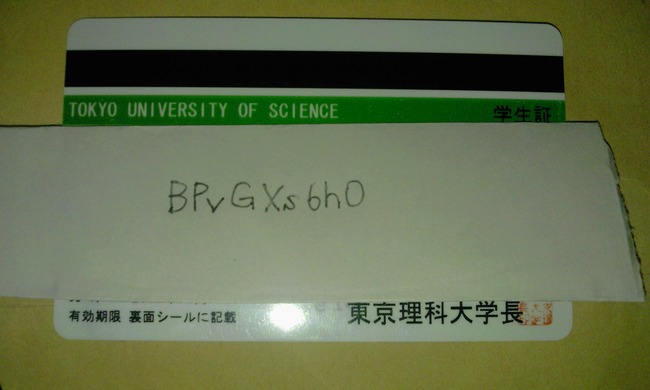 TOKYO UNIVERSITY OF SCIENCE 学生証
BPvGXs6h0
有効期限 裏面シールに記載 東京理科大学長